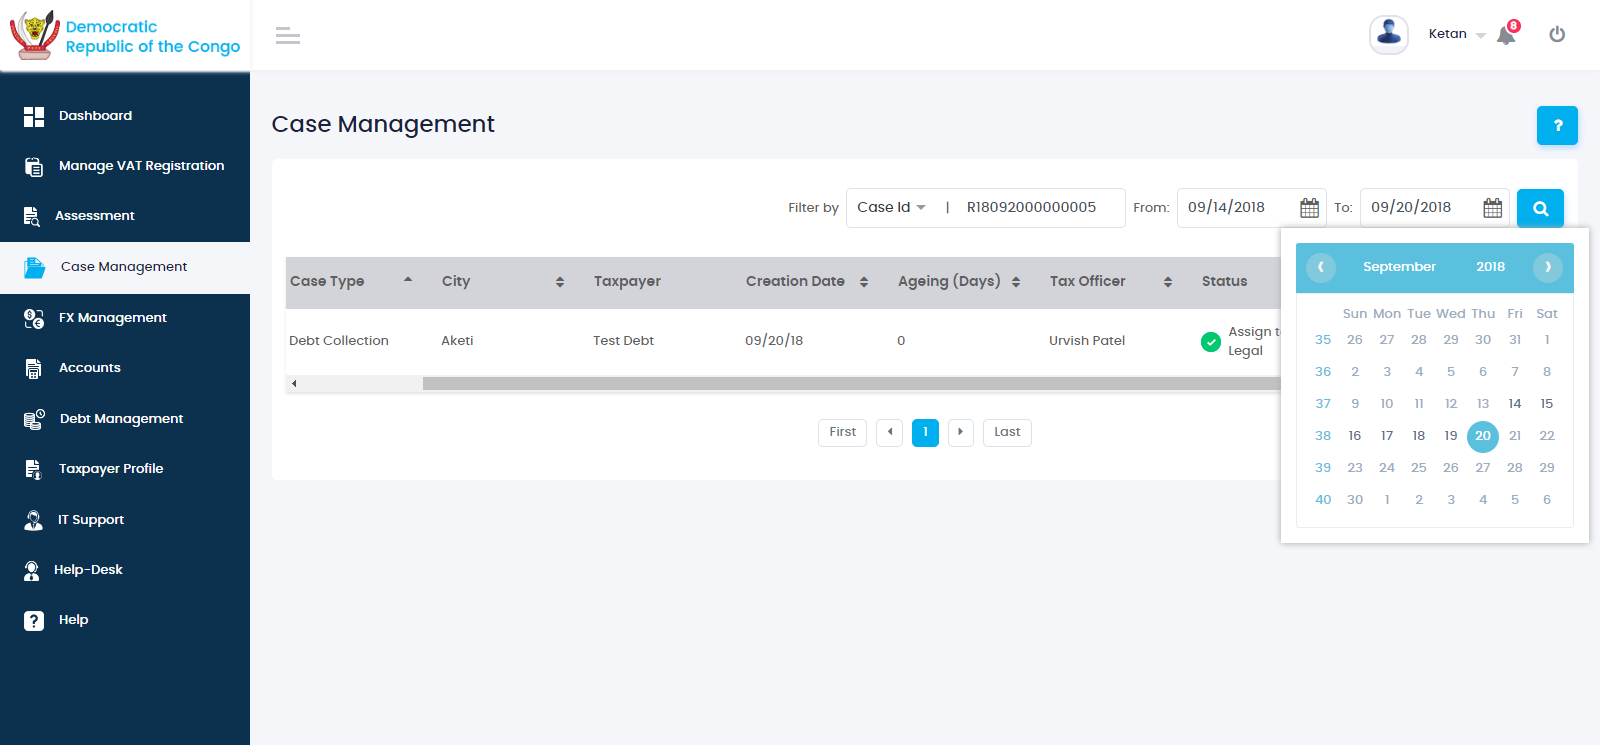 Democratic
Republic of the Congo
Ketan
8
Dashboard
Manage VAT Registration
Assessment
Case Management
FX Management
Accounts
Debt Management
Taxpayer Profile
IT Support
Help-Desk
? Help
Case Management
?
Filter by Case Id | R18092000000005 From: 09/14/2018 To: 09/20/2018
Case Type City Taxpayer Creation Date Ageing (Days) Tax Officer Status
Debt Collection Aketi Test Debt 09/20/18 0 Urvish Patel Assign t
Legal
First 1 Last
September 2018
Sun Mon Tue Wed Thu Fri Sat
35 26 27 28 29 30 31 1
36 2 3 4 5 6 7 8
37 9 10 11 12 13 14 15
38 16 17 18 19 20 21 22
39 23 24 25 26 27 28 29
40 30 1 2 3 4 5 6